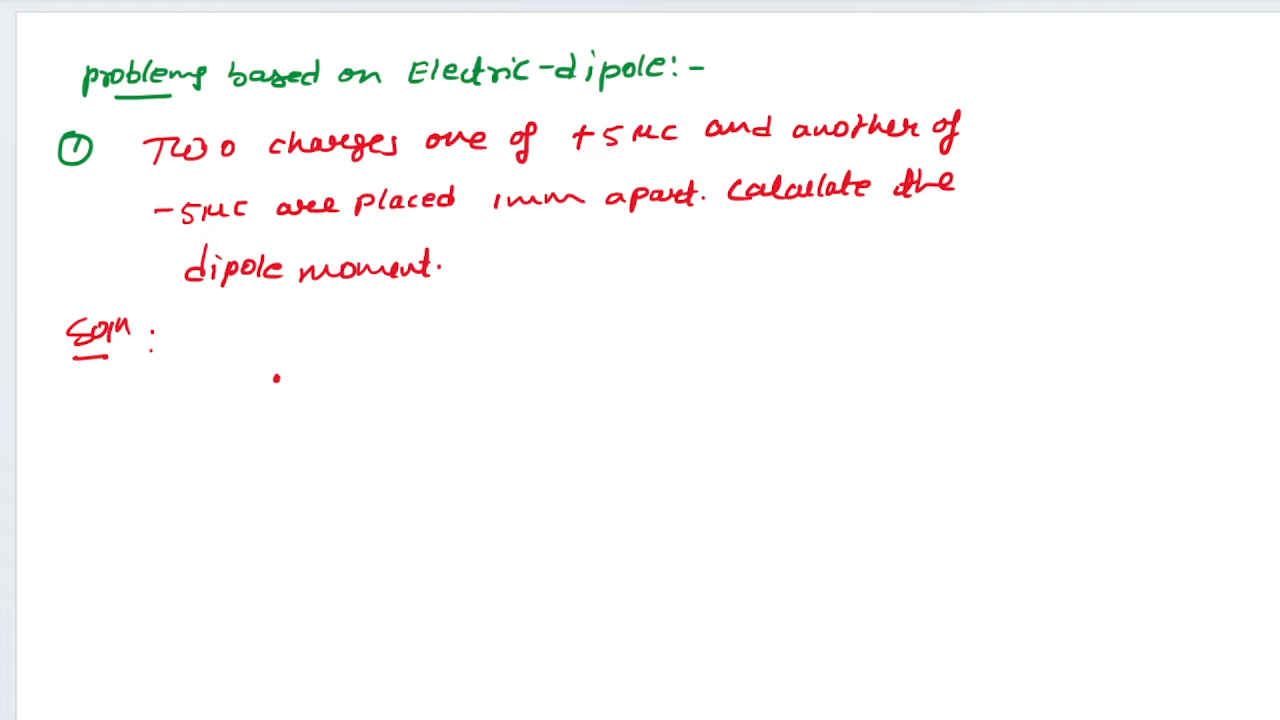 problems based on Electric-dipole:-
① Two charges one of +5μC and another of
-5μC are placed 1mm apart. Calculate the
dipole moment.
Soln: